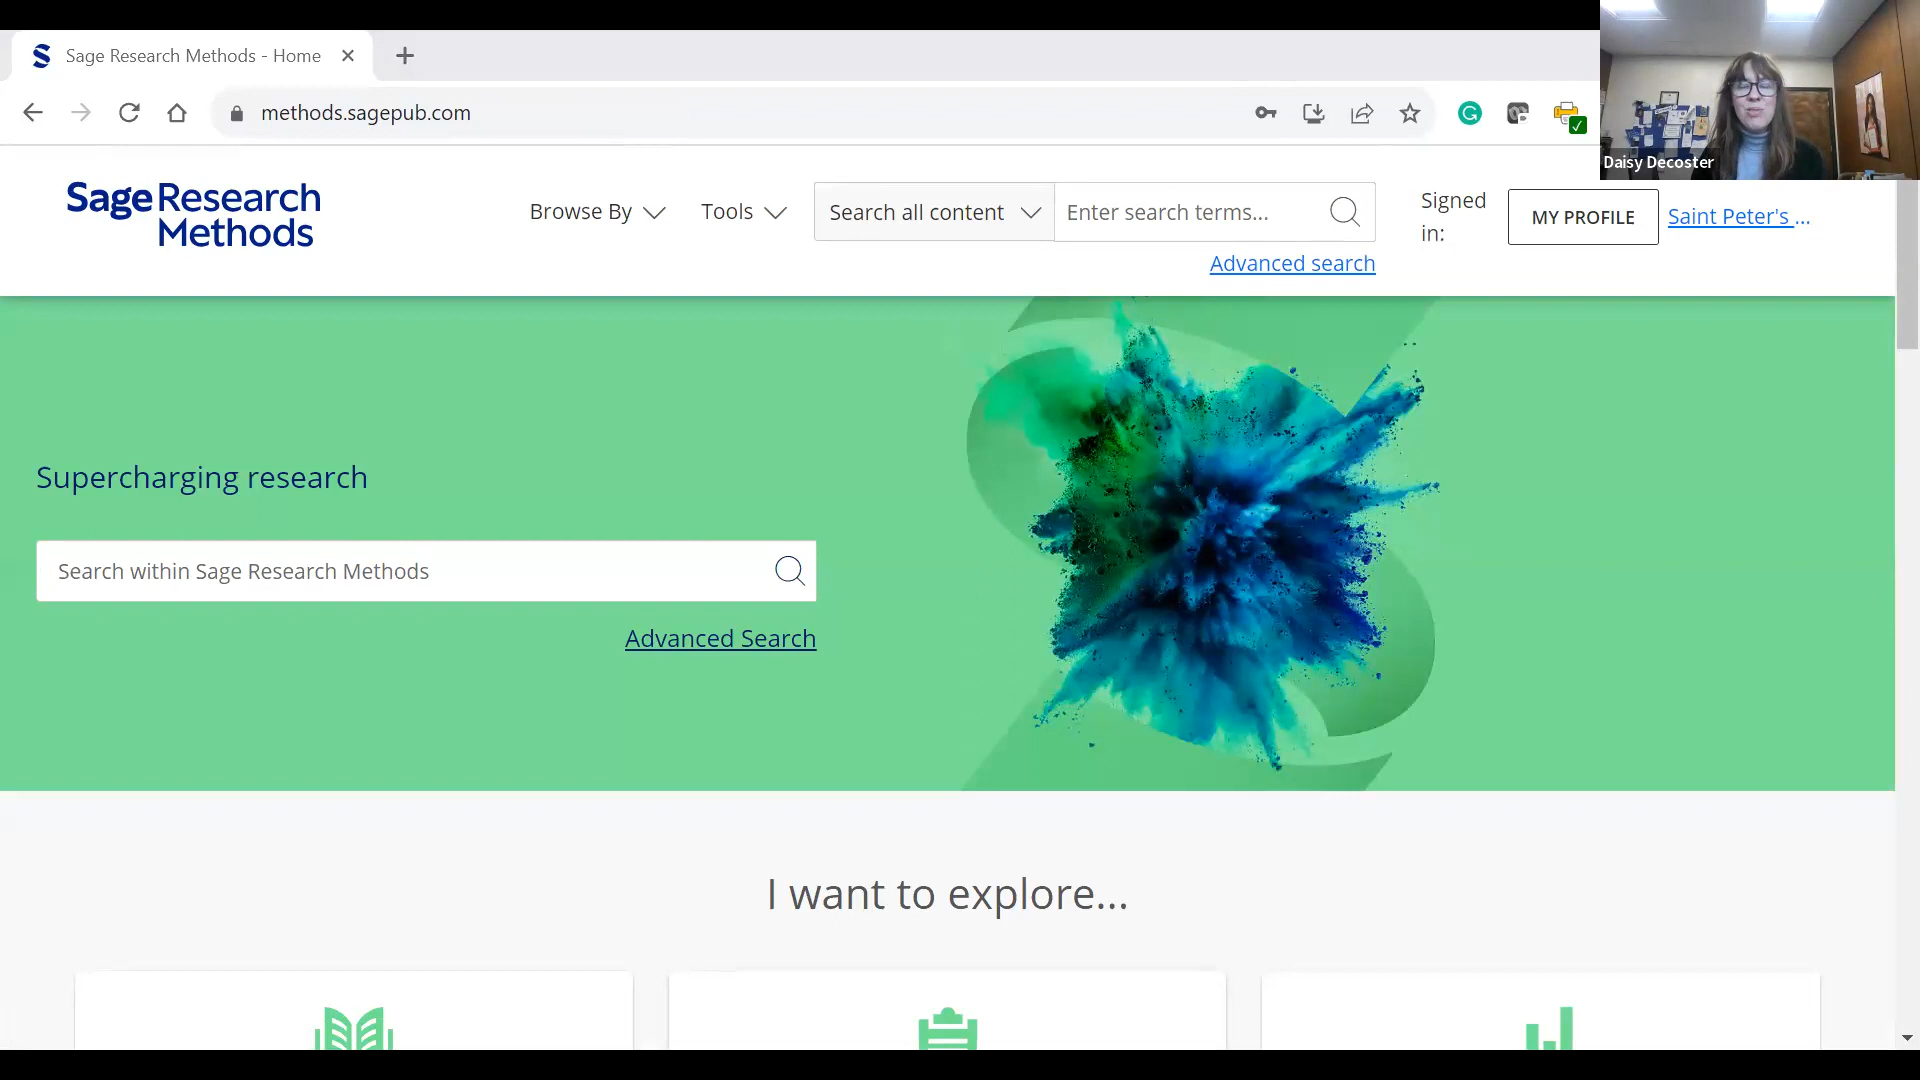 Sage Research Methods - Home
methods.sagepub.com
Daisy Decoster
Sage Research
Methods
Browse By
Tools
Search all content
Enter search terms...
Signed
in:
MY PROFILE
Saint Peter's ...
Advanced search
Supercharging research
Search within Sage Research Methods
Advanced Search
I want to explore...